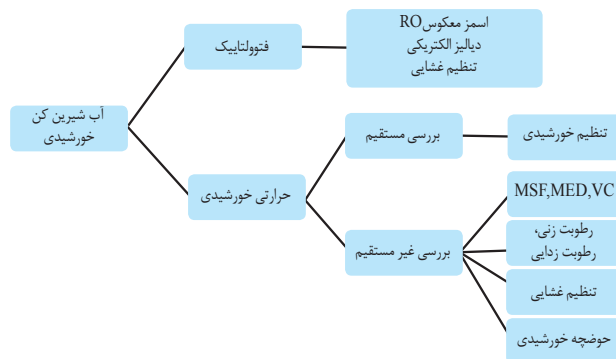 آب شیرین کن
خورشیدی
فتوولتاییک
اسمز معکوسRO
دیالیز الکتریکی
تنظیم غشایی
حرارتی خورشیدی
بررسی مستقیم
تنظیم خورشیدی
بررسی غیر مستقیم
MSF,MED,VC
رطوبت زنی،
رطوبت زدایی
تنظیم غشایی
حوضچه خورشیدی